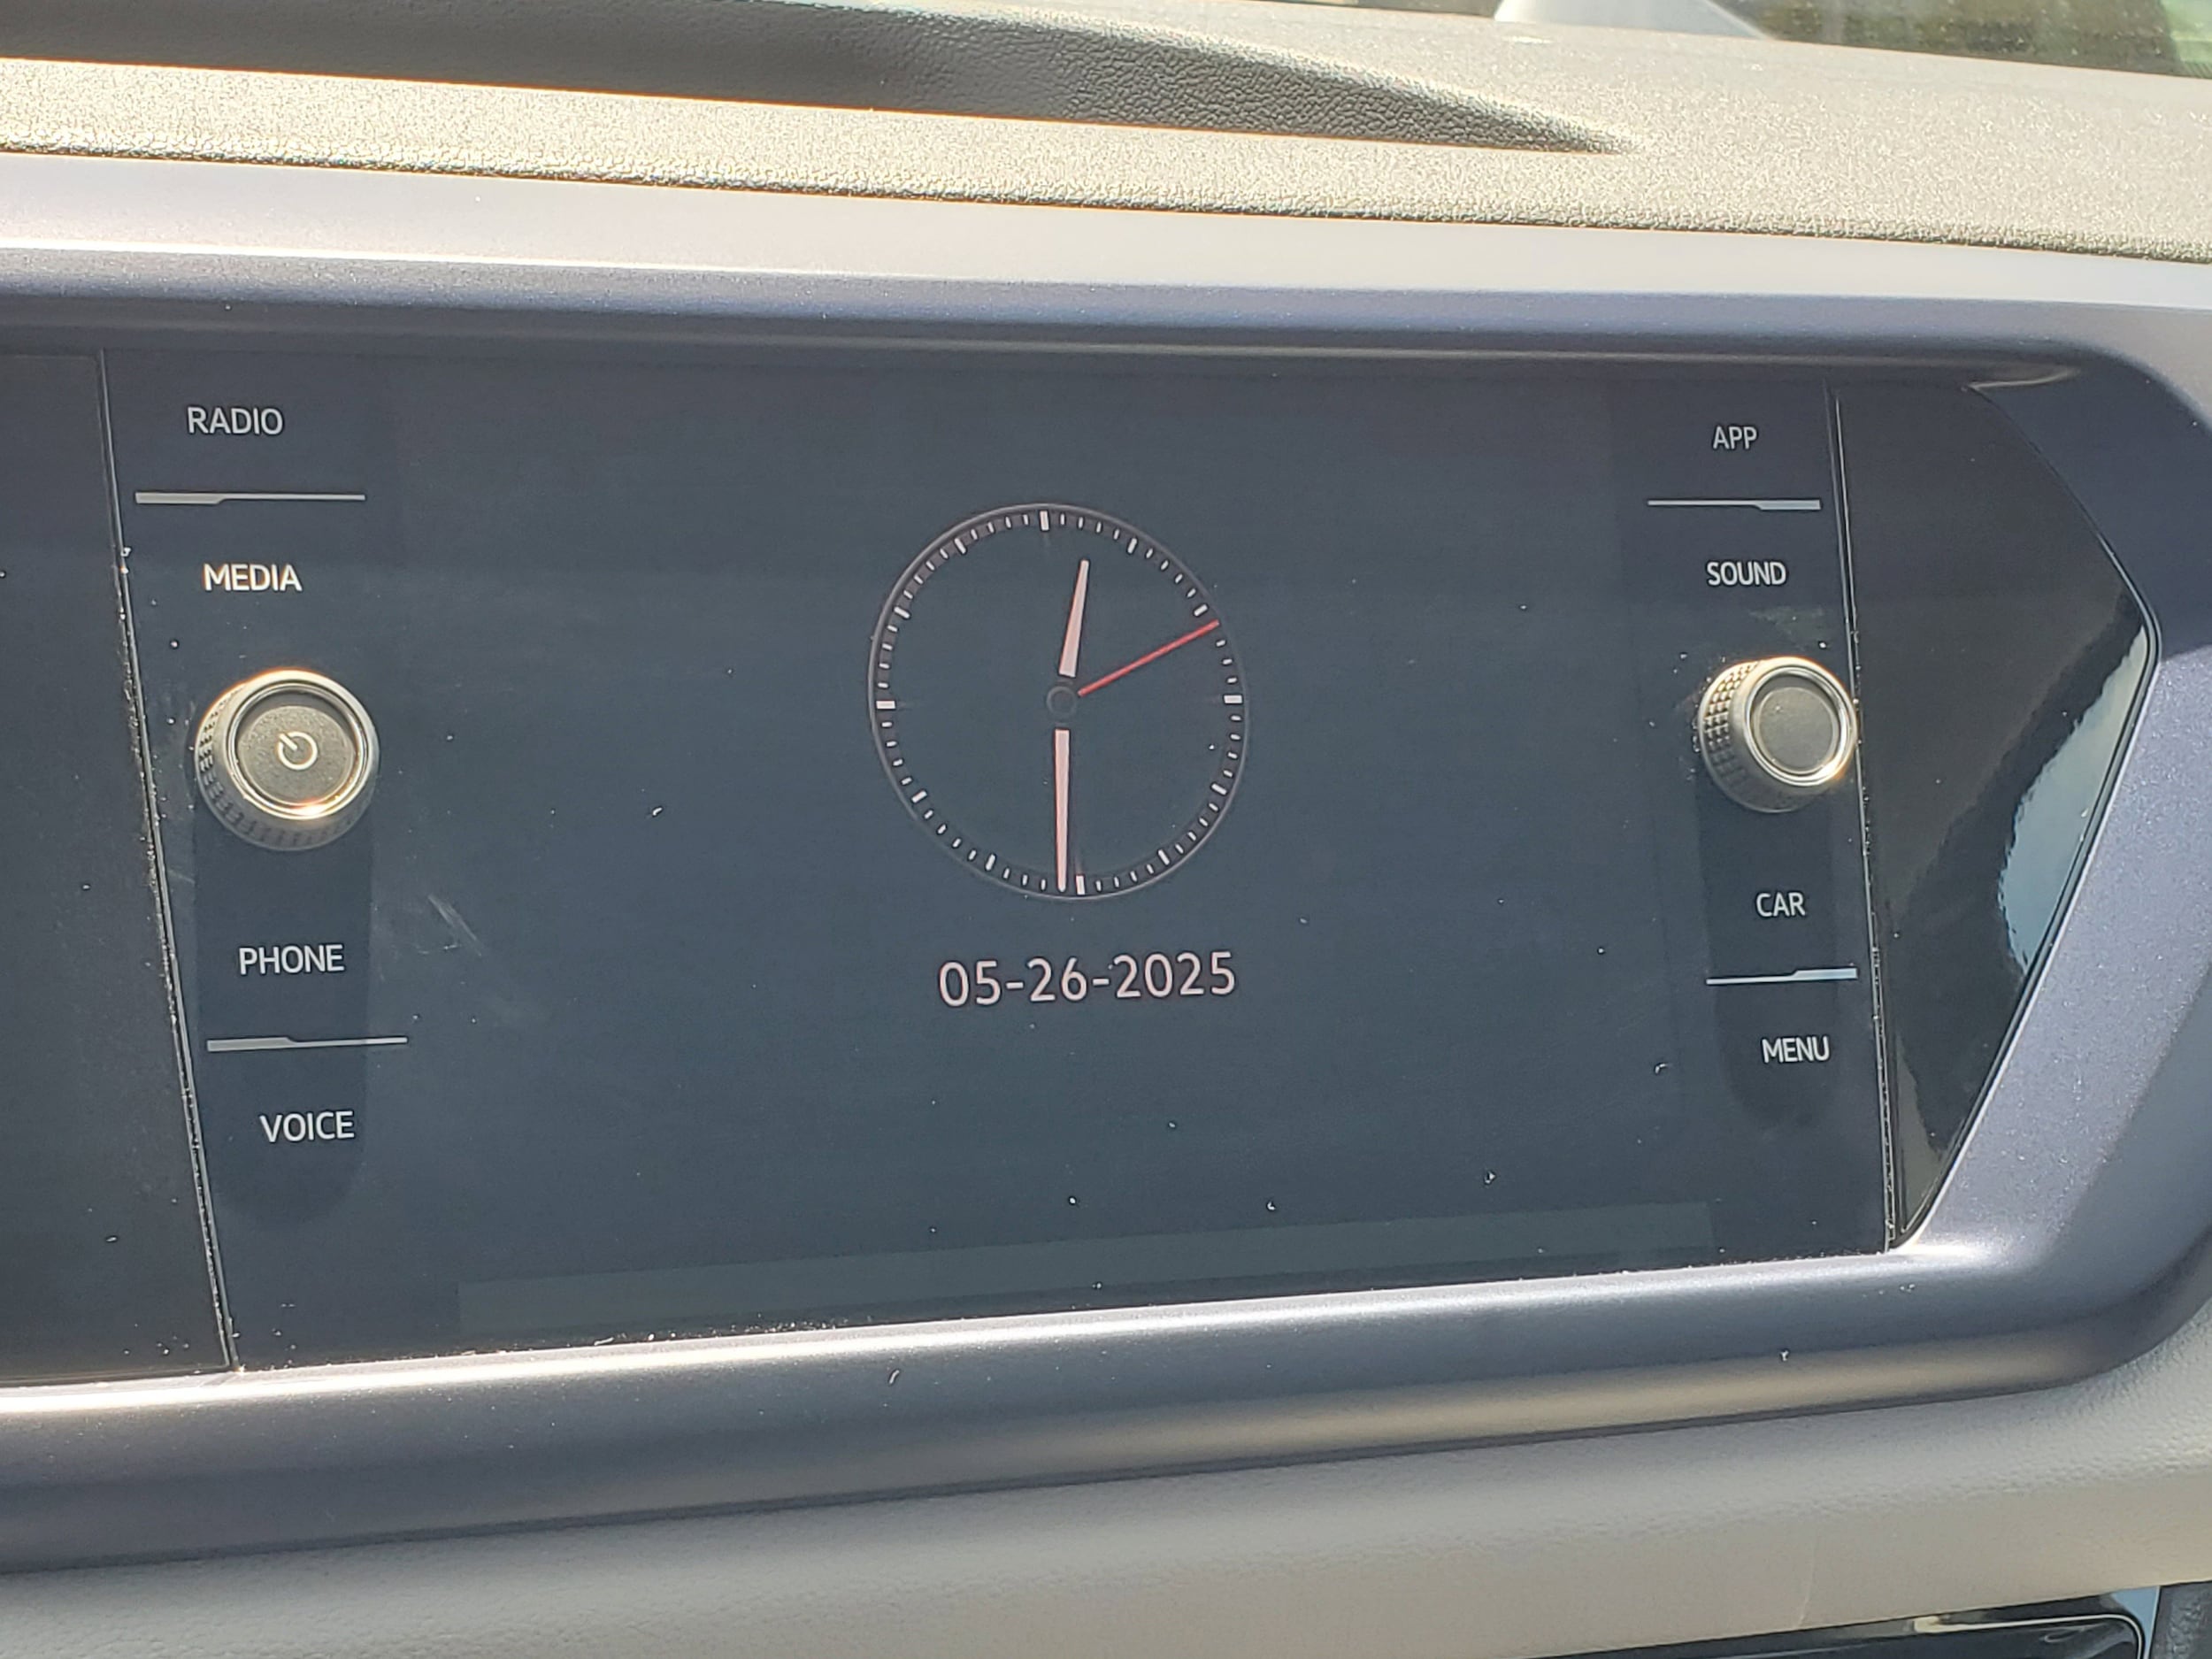 RADIO
MEDIA
PHONE
VOICE
05-26-2025
APP
SOUND
CAR
MENU